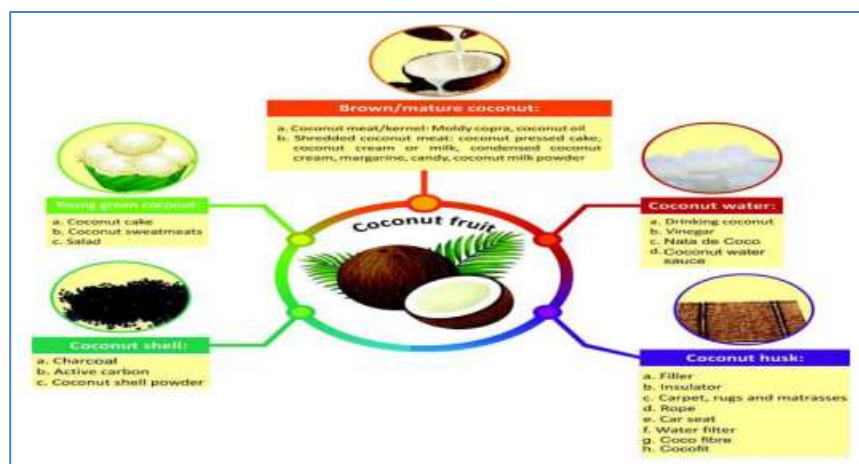 Brown/mature coconut:
a. Coconut meat/kernel: Moldy copra, coconut oil
b. Shredded coconut meat: coconut pressed cake,
coconut cream or milk, condensed coconut
cream, margarine, candy, coconut milk powder
Young green coconut:
a. Coconut cake
b. Coconut sweatmeats
c. Salad
Coconut water:
a. Drinking coconut
b. Vinegar
c. Nata de Coco
d. Coconut water
sauce
Coconut fruit
Coconut shell:
a. Charcoal
b. Active carbon
c. Coconut shell powder
Coconut husk:
a. Filler
b. Insulator
c. Carpet, rugs and matrasses
d. Rope
e. Car seat
f. Water filter
g. Coco fibre
h. Cocofit